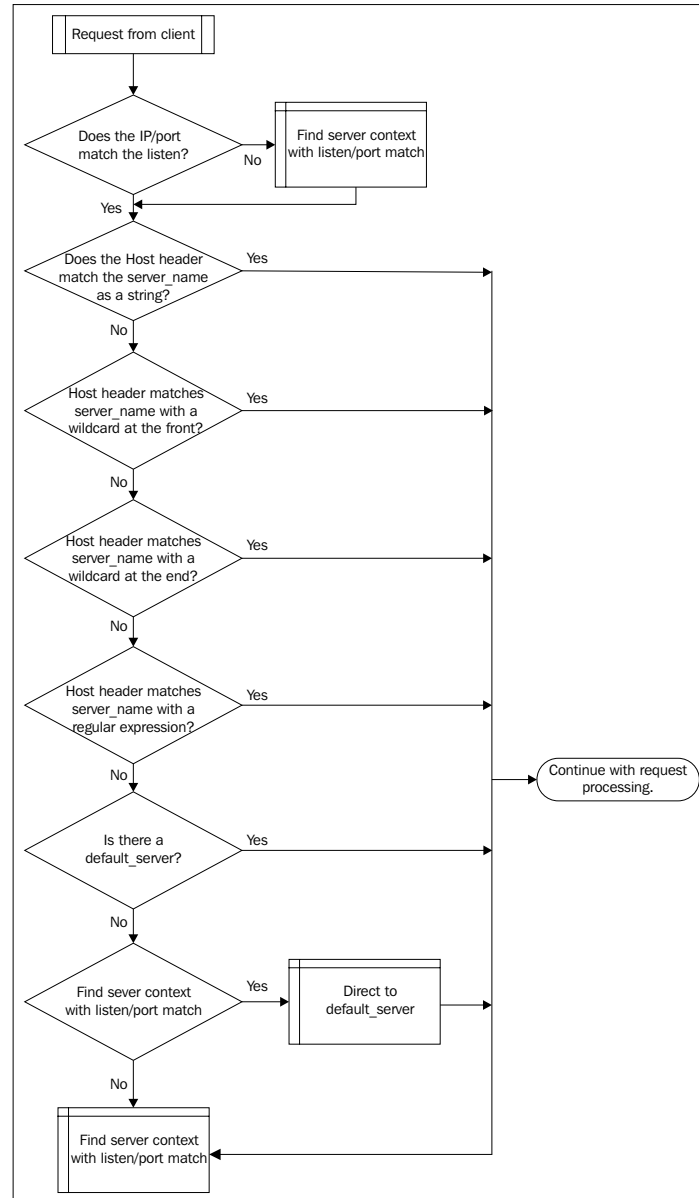 Request from client
Does the IP/port
match the listen?
No
Find server context
with listen/port match
Yes
Does the Host header
match the server_name
as a string?
Yes
No
Host header matches
server_name with a
wildcard at the front?
Yes
No
Host header matches
server_name with a
wildcard at the end?
Yes
No
Host header matches
server_name with a
regular expression?
Yes
No
Continue with request
processing.
Is there a
default_server?
Yes
No
Find sever context
with listen/port match
Yes
Direct to
default_server
No
Find server context
with listen/port match